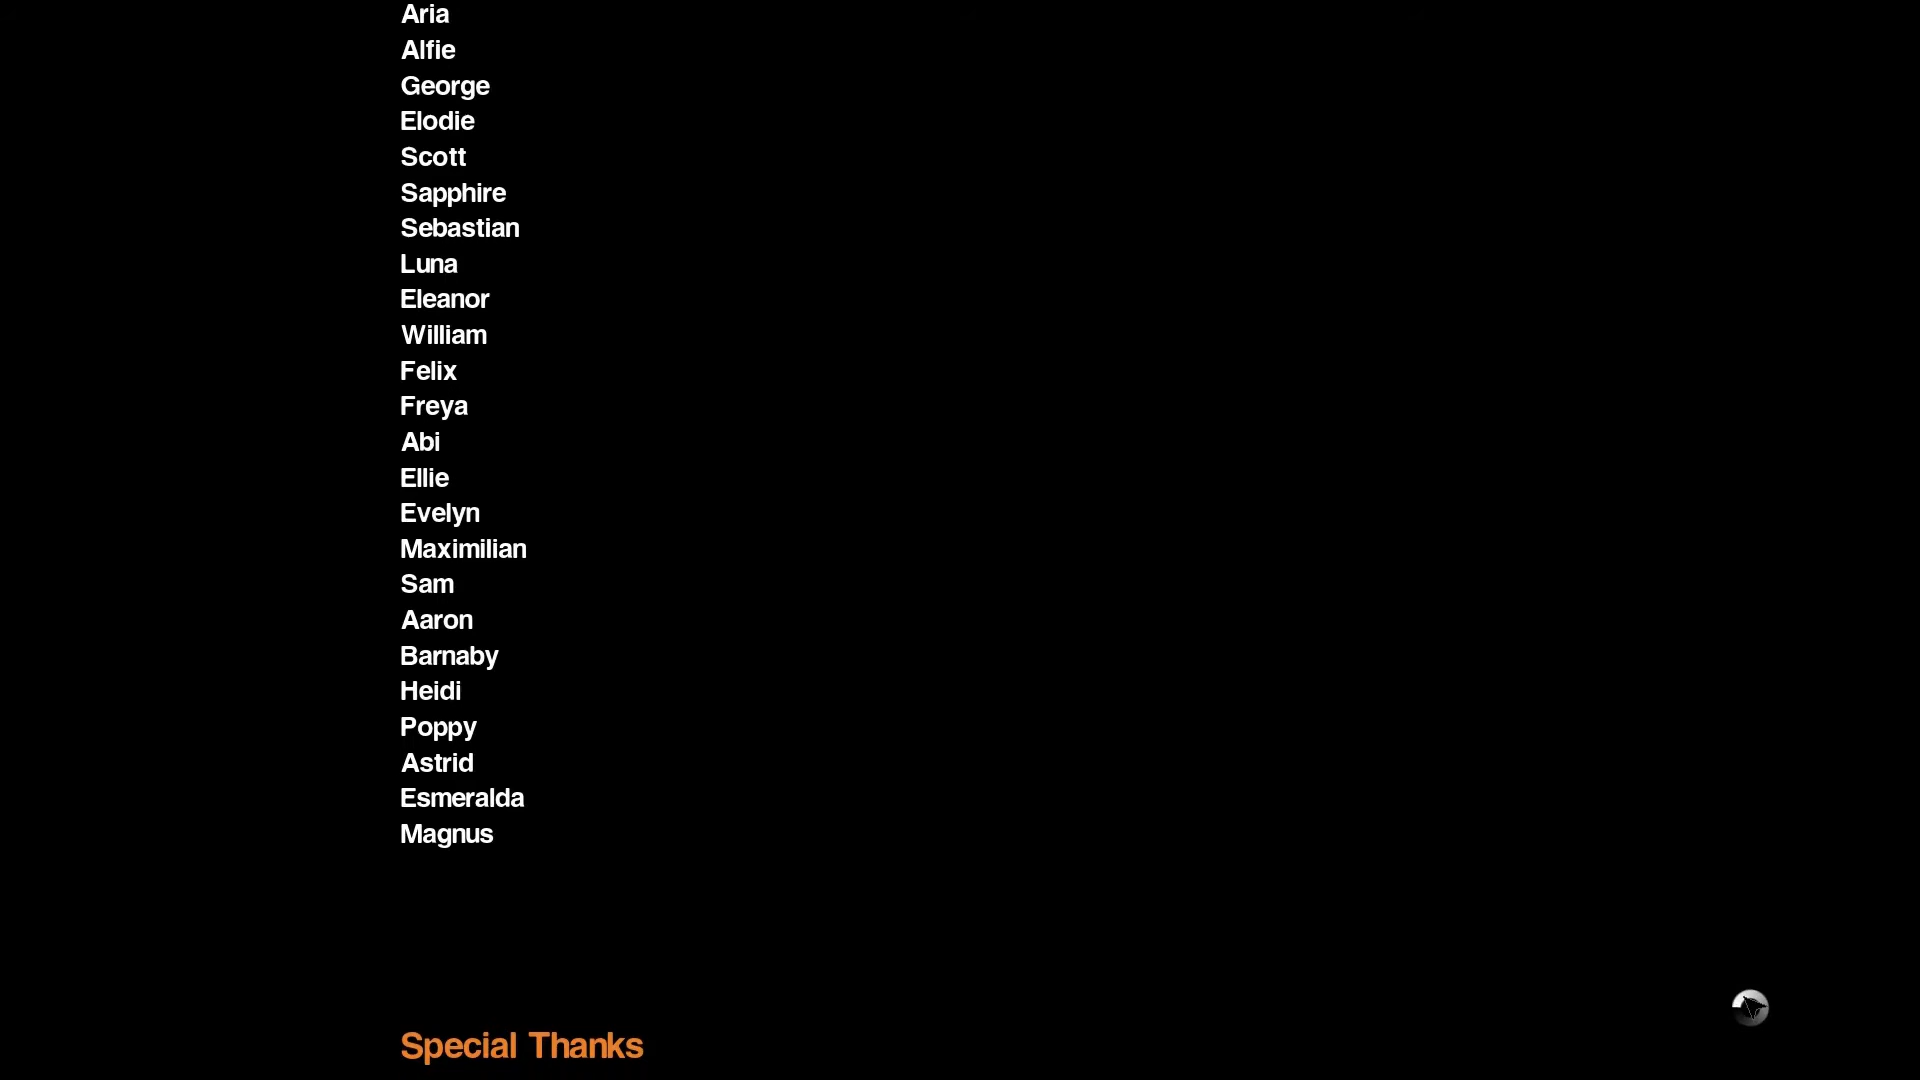 Aria
Alfie
George
Elodie
Scott
Sapphire
Sebastian
Luna
Eleanor
William
Felix
Freya
Abi
Ellie
Evelyn
Maximilian
Sam
Aaron
Barnaby
Heidi
Poppy
Astrid
Esmeralda
Magnus
Special Thanks